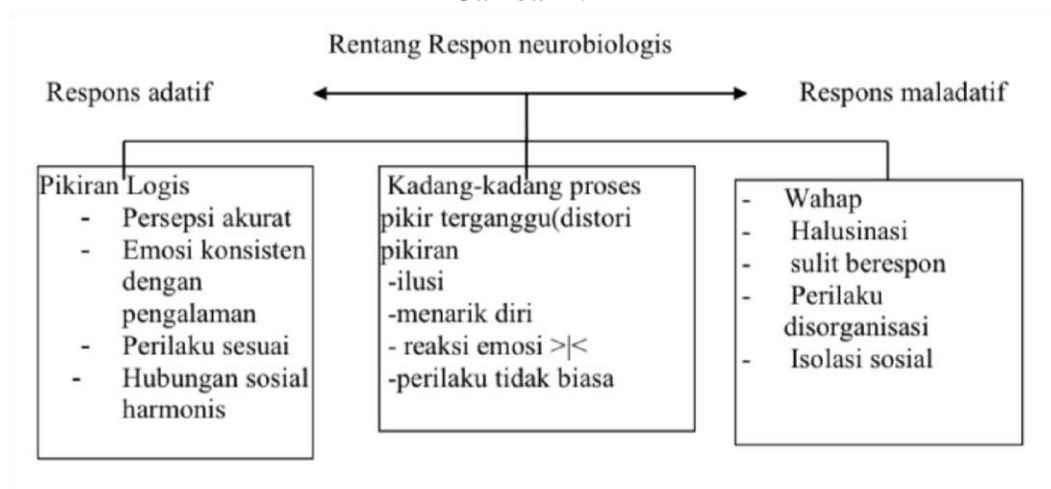 Rentang Respon neurobiologis
Respons adatif
Respons maladatif
Pikiran Logis
- Persepsi akurat
- Emosi konsisten
dengan
pengalaman
- Perilaku sesuai
- Hubungan sosial
harmonis
Kadang-kadang proses
pikir terganggu(distori
pikiran
-ilusi
-menarik diri
- reaksi emosi >|<
-perilaku tidak biasa
- Wahap
- Halusinasi
- sulit berespon
- Perilaku
disorganisasi
- Isolasi sosial